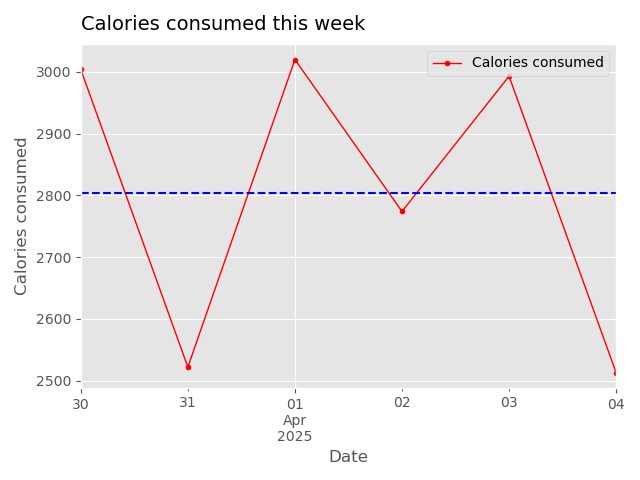 Calories consumed this week
Calories consumed
3000
2900
2800
2700
2600
2500
Calories consumed
30
31
01
02
03
04
Apr
2025
Date